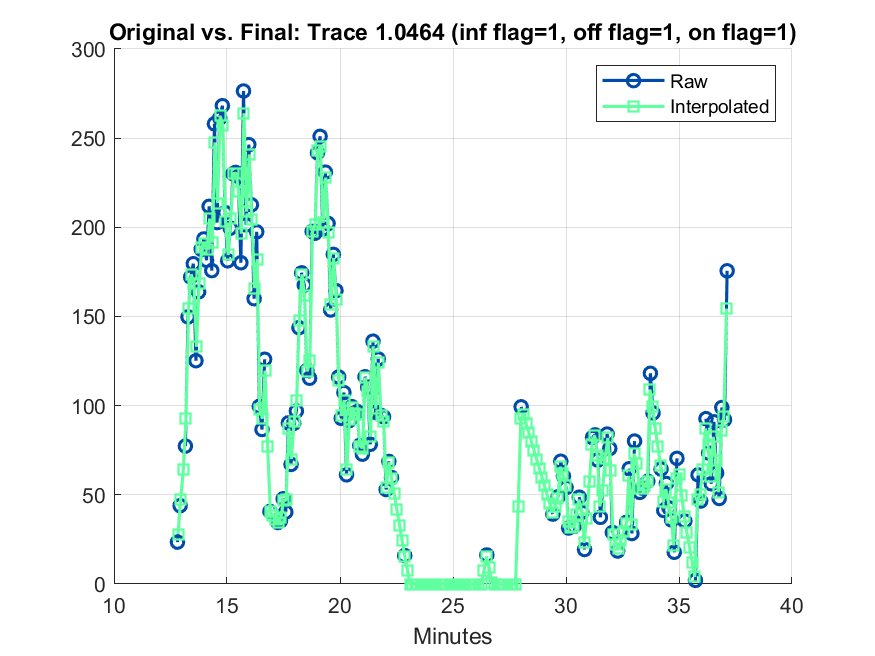 Original vs. Final: Trace 1.0464 (inf flag=1, off flag=1, on flag=1)
300
250
200
150
100
50
0
Raw
Interpolated
10 15 20 25 30 35 40
Minutes